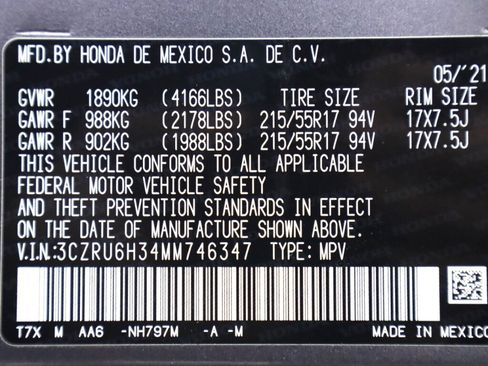 MFD.BY HONDA DE MEXICO S.A. DE C.V.
05/'21
GVWR 1890KG (4166LBS) TIRE SIZE RIM SIZE
GAWR F 988KG (2178LBS) 215/55R17 94V 17X7.5J
GAWR R 902KG (1988LBS) 215/55R17 94V 17X7.5J
THIS VEHICLE CONFORMS TO ALL APPLICABLE
FEDERAL MOTOR VEHICLE SAFETY
AND THEFT PREVENTION STANDARDS IN EFFECT
ON THE DATE OF MANUFACTURE SHOWN ABOVE.
V.I.N:3CZRU6H34MM746347 TYPE: MPV
T7X M AA6 -NH797M -A -M MADE IN MEXICO